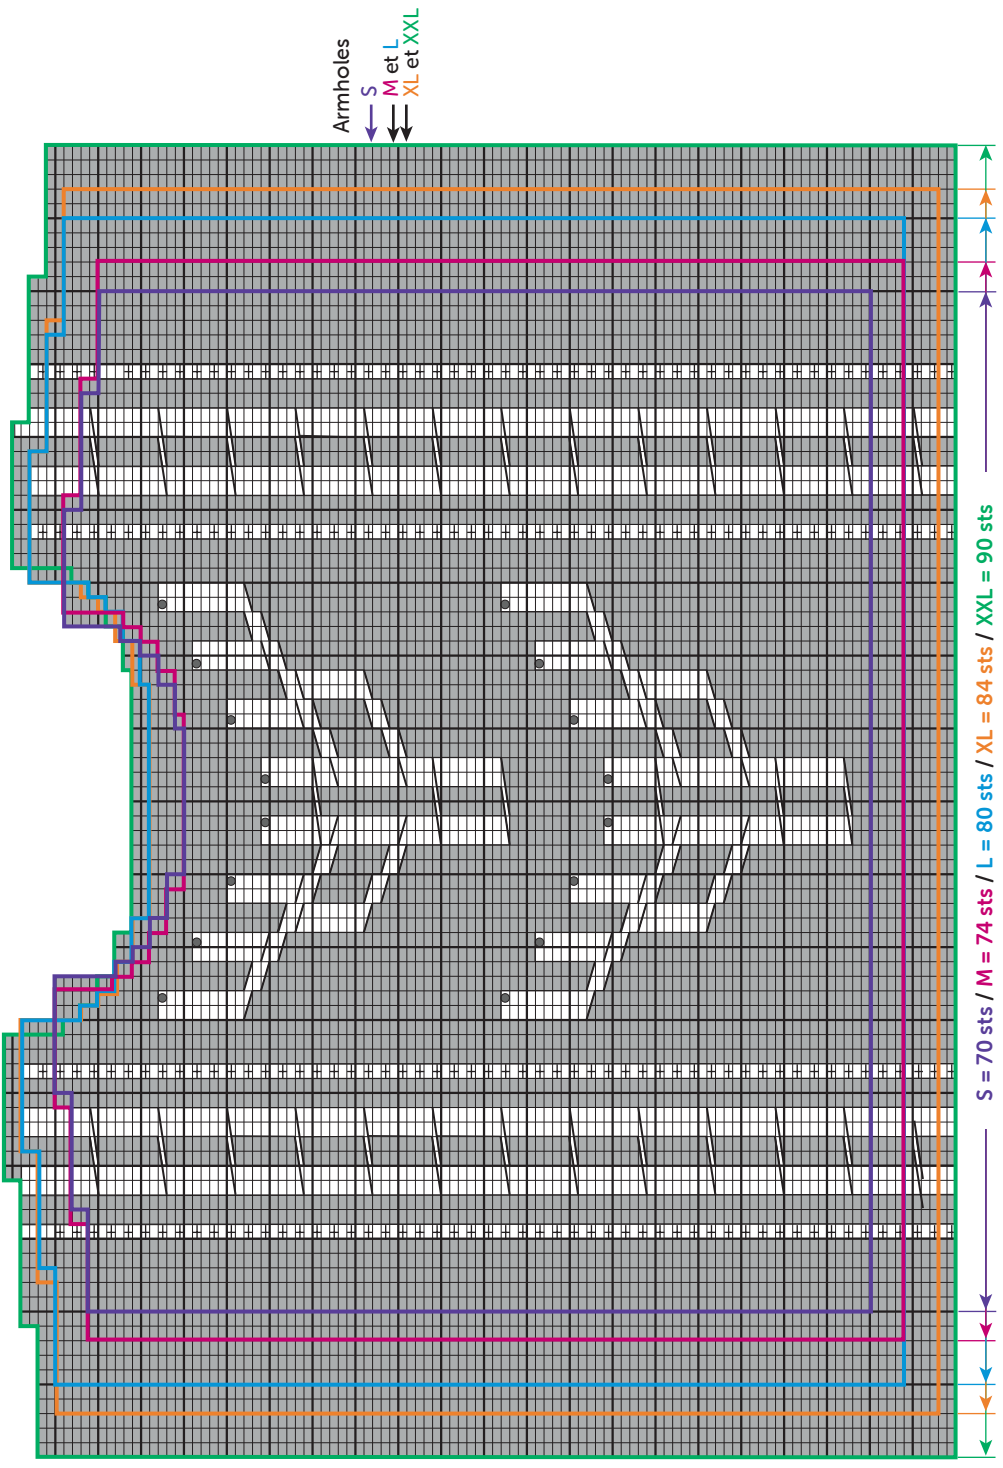 Armholes
S
M et L
XL et XXL
S = 70 sts / M = 74 sts / L = 80 sts / XL = 84 sts / XXL = 90 sts